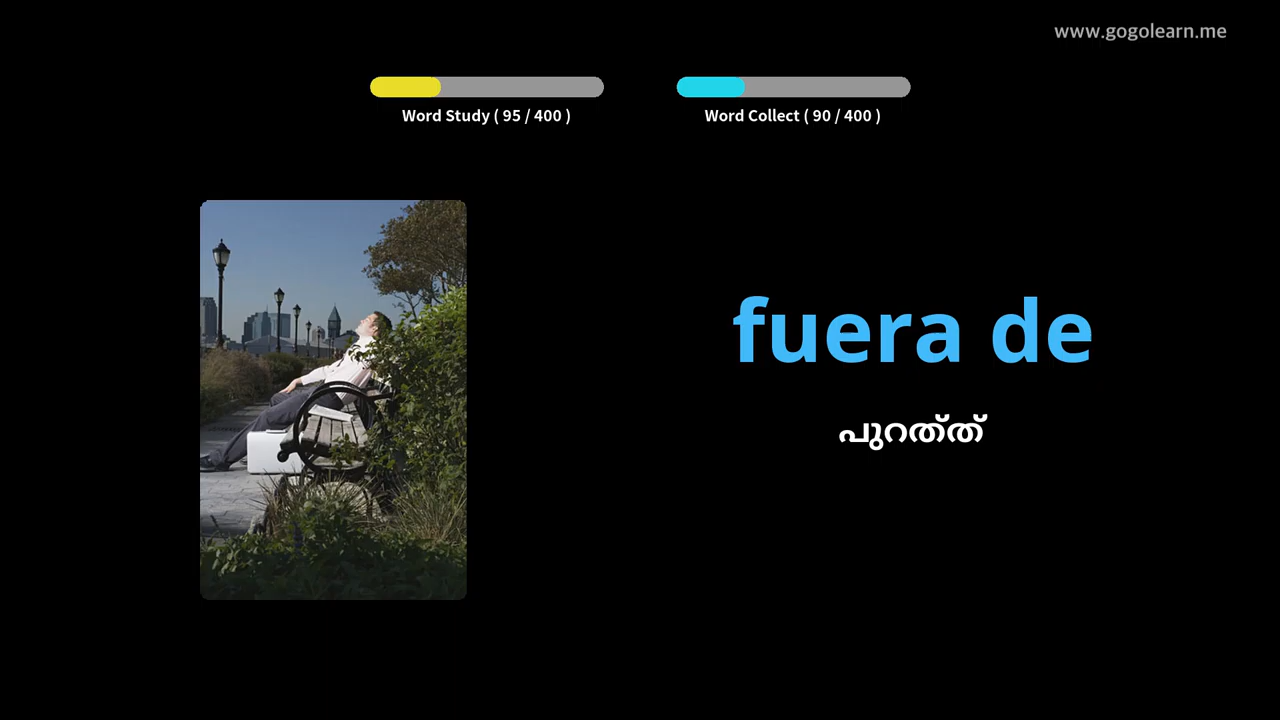 www.gogolearn.me
Word Study ( 95 / 400 )
Word Collect ( 90 / 400 )
fuera de
പുറത്ത്